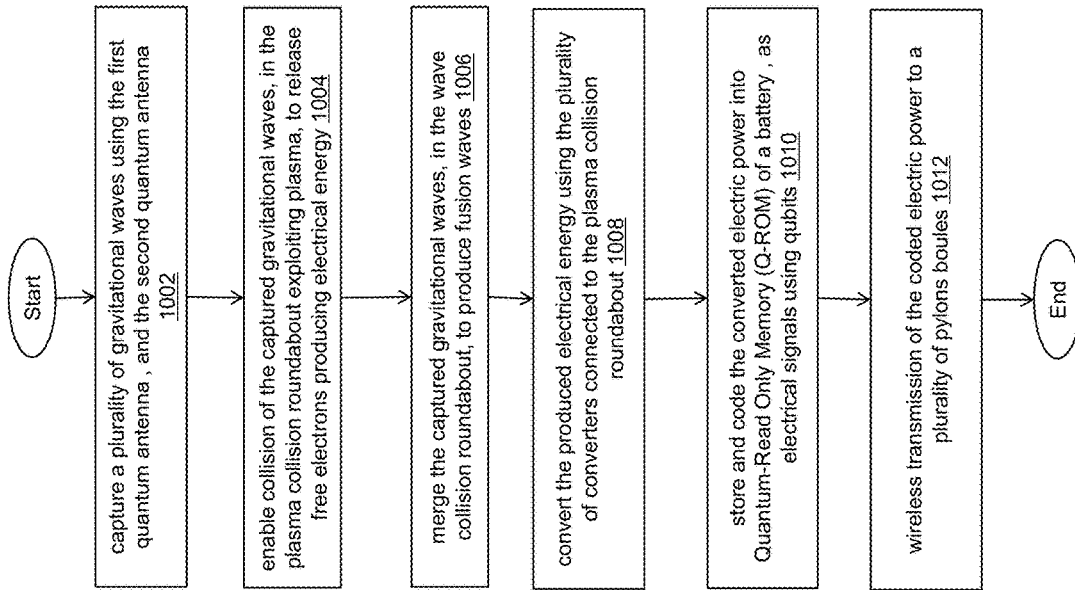 Start
capture a plurality of gravitational waves using the first
quantum antenna , and the second quantum antenna
1002
enable collision of the captured gravitational waves, in the
plasma collision roundabout exploiting plasma, to release
free electrons producing electrical energy 1004
merge the captured gravitational waves, in the wave
collision roundabout, to produce fusion waves 1006
convert the produced electrical energy using the plurality
of converters connected to the plasma collision
roundabout 1008
store and code the converted electric power into
Quantum-Read Only Memory (Q-ROM) of a battery , as
electrical signals using qubits 1010
wireless transmission of the coded electric power to a
plurality of pylons boules 1012
End